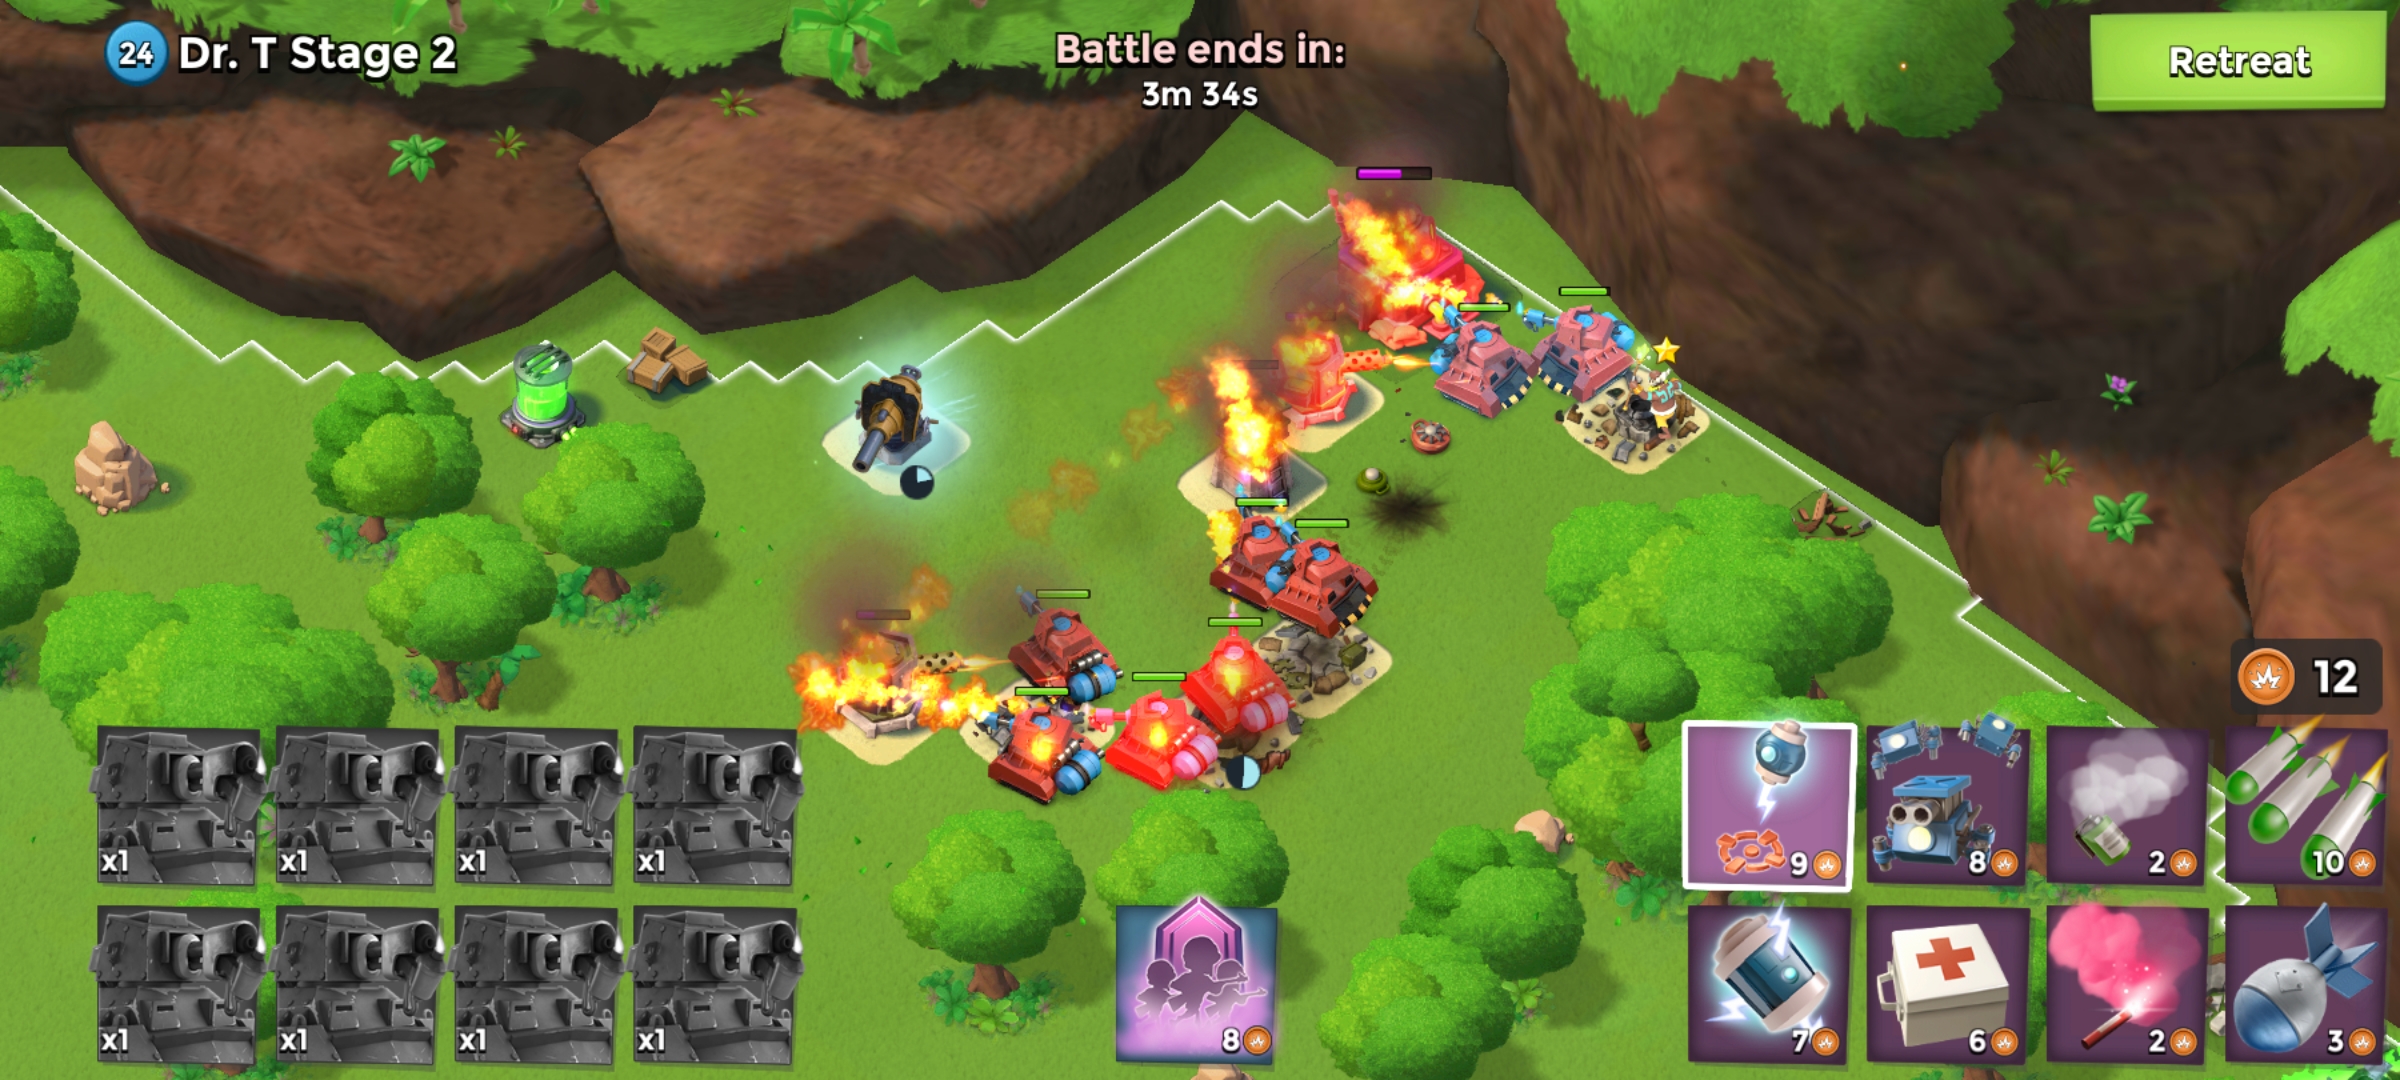 24 Dr. T Stage 2
Battle ends in:
3m 34s
Retreat
12
x1 x1 x1 x1
9 8 2 10
x1 x1 x1 x1
8
7 6 2 3